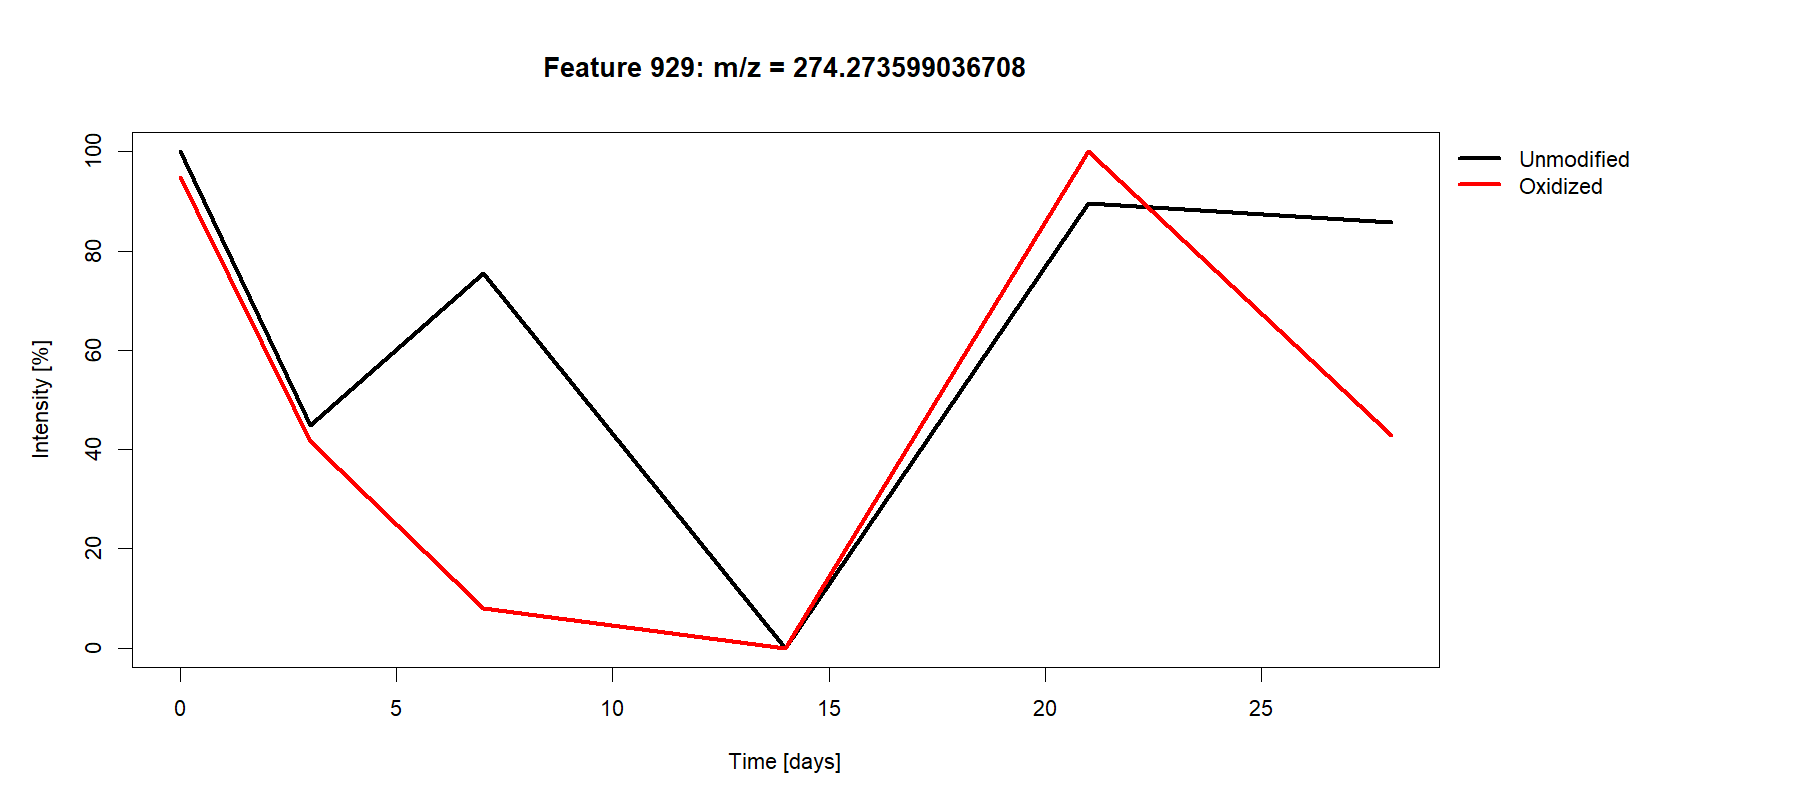 Feature 929: m/z = 274.273599036708
Unmodified
Oxidized
100
80
60
40
20
0
Intensity [%]
0 5 10 15 20 25
Time [days]